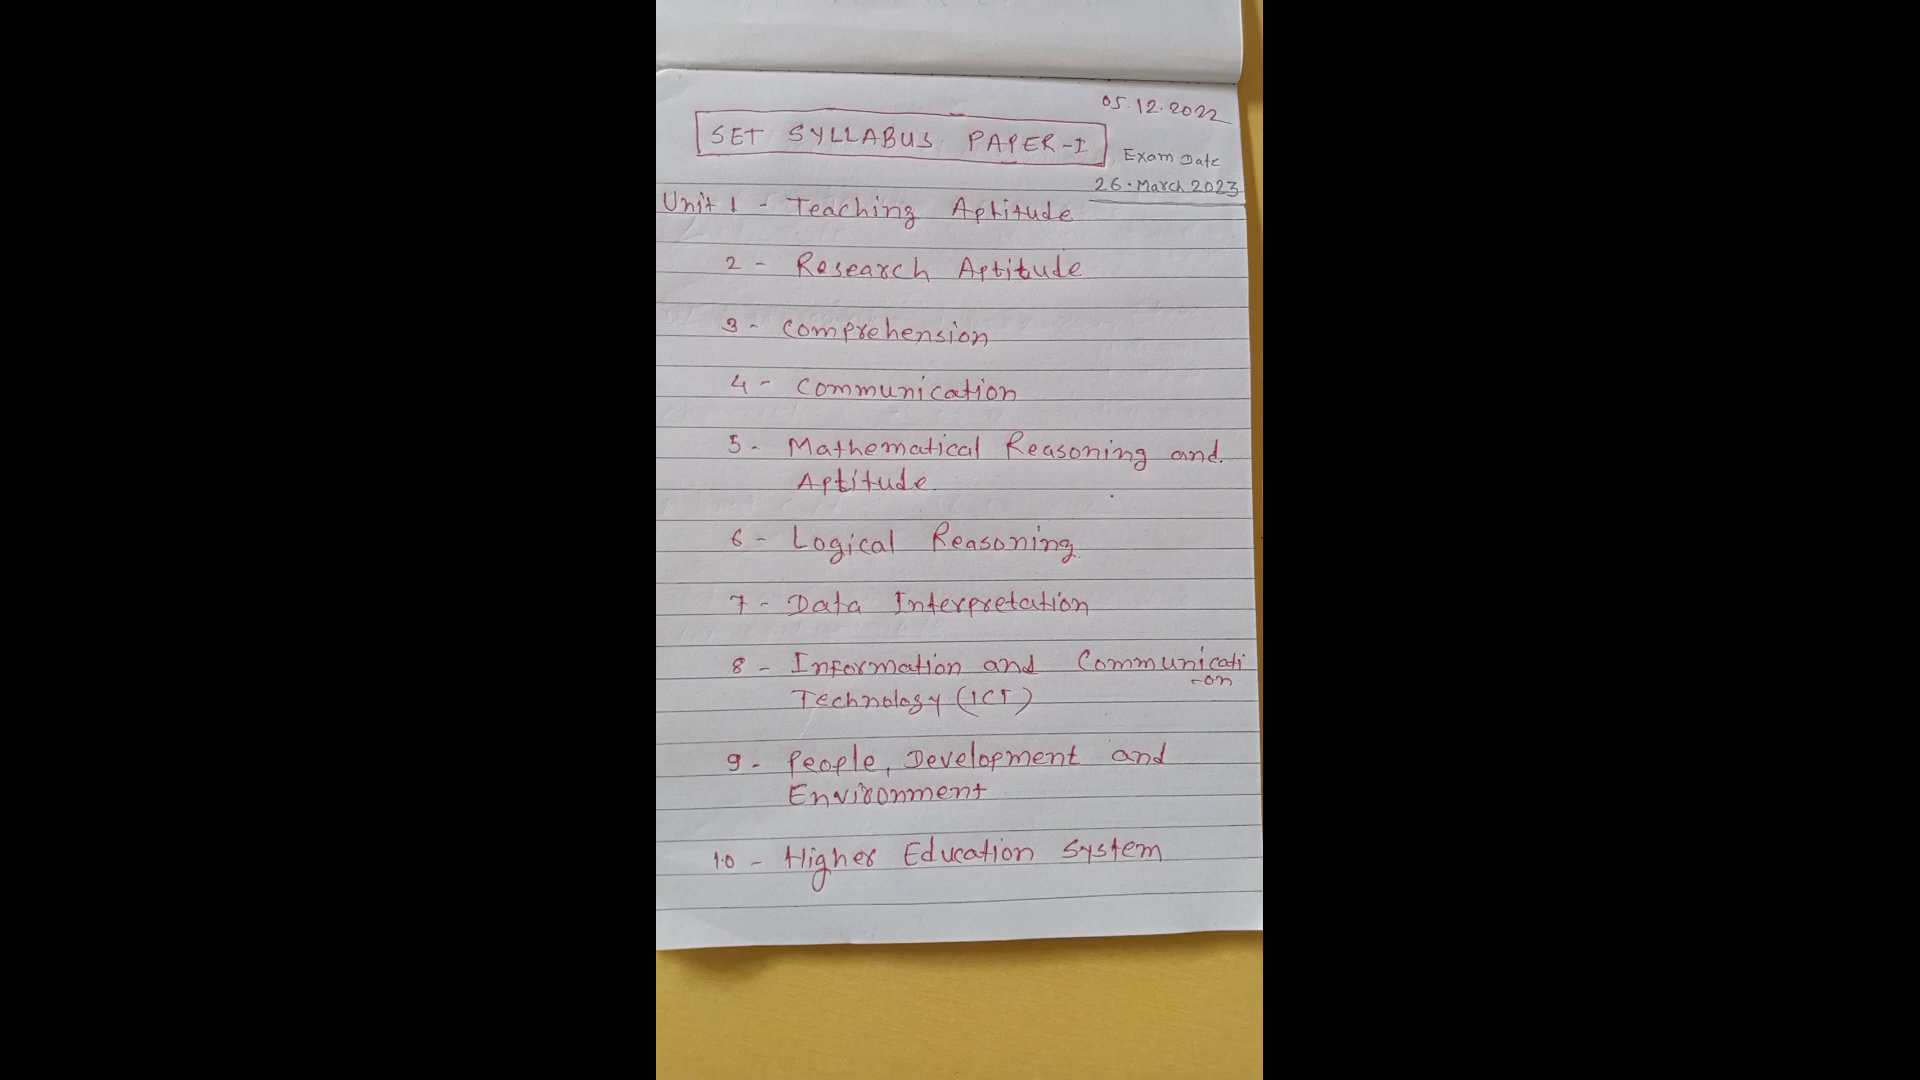 05.12.2022
SET SYLLABUS PAPER-I
Exam Date
26.March 2023
Unit 1 - Teaching Aptitude
2 - Research Aptitude
3 - Comprehension
4 - Communication
5 - Mathematical Reasoning and
Aptitude
6 - Logical Reasoning
7 - Data Interpretation
8 - Information and Communicati
-on
Technology (ICT)
9 - People, Development and
Environment
10 - Higher Education System